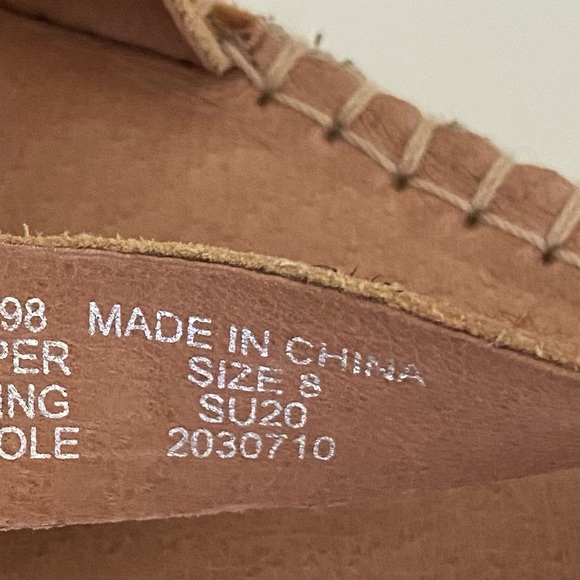 98 MADE IN CHINA
PER SIZE 8
ING SU20
OLE 2030710